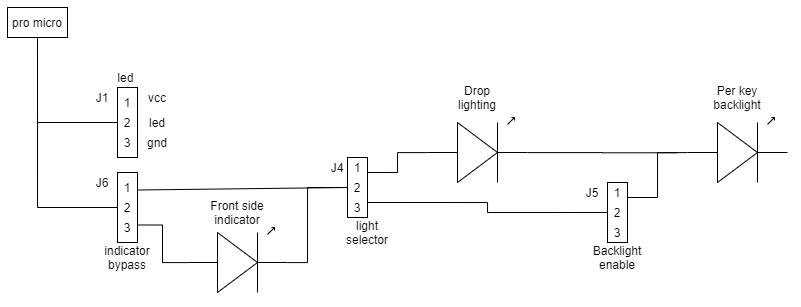 pro micro
led
J1
1
vcc
2
led
3
gnd
J6
1
2
3
indicator
bypass
Front side
indicator
J4
1
2
3
light
selector
Drop
lighting
J5
1
2
3
Backlight
enable
Per key
backlight